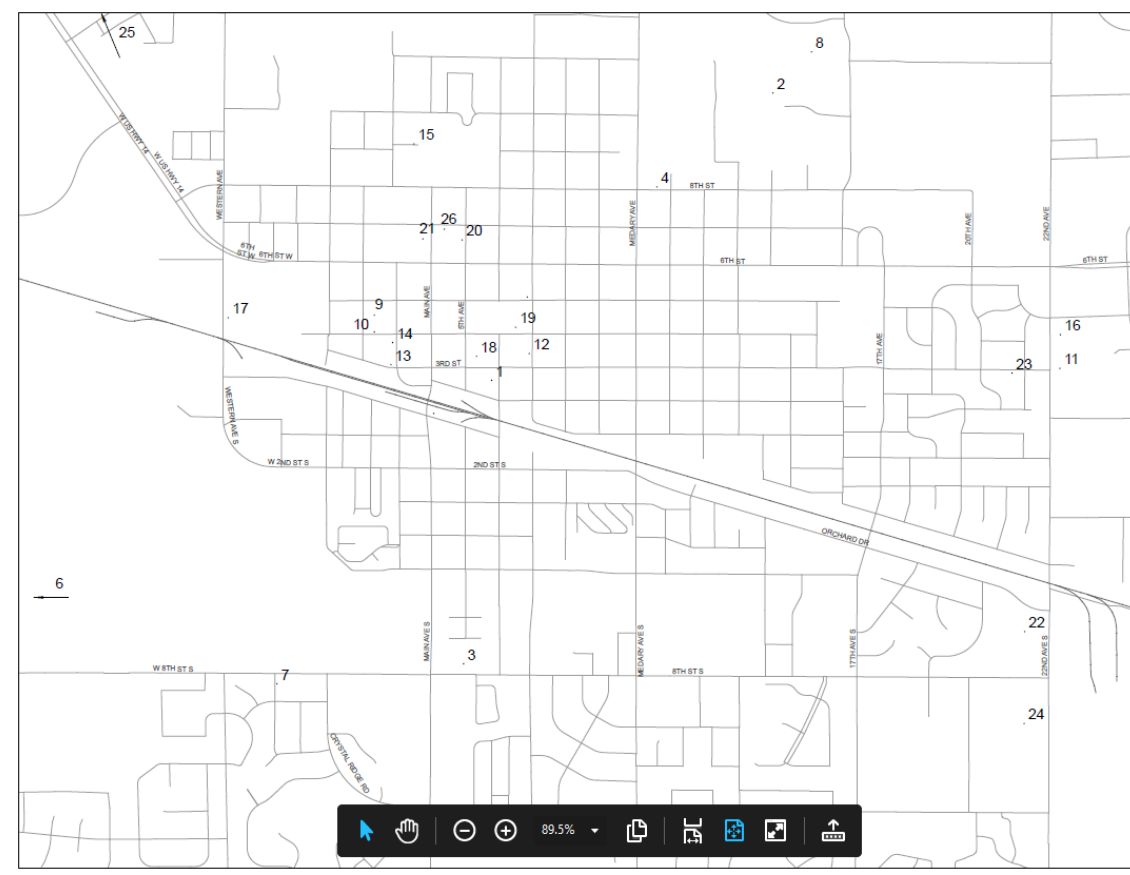 25
8
2
W US HWY 14
W US HWY 14
15
WESTERN AVE
4
8TH ST
MEDARY AVE
20TH AVE
22ND AVE
21
26
20
6TH
ST W
6TH ST W
6TH ST
6TH ST
17
9
MAIN AVE
5TH AVE
10
19
16
14
18
12
17TH AVE
13
3RD ST
1
23
11
WESTERN AVE S
W 2ND ST S
2ND ST S
ORCHARD DR
6
22
MAIN AVE S
MEDARY AVE S
17TH AVE S
22ND AVE S
3
W 8TH ST S
7
8TH ST S
24
CRYSTAL RIDGE RD
89.5%